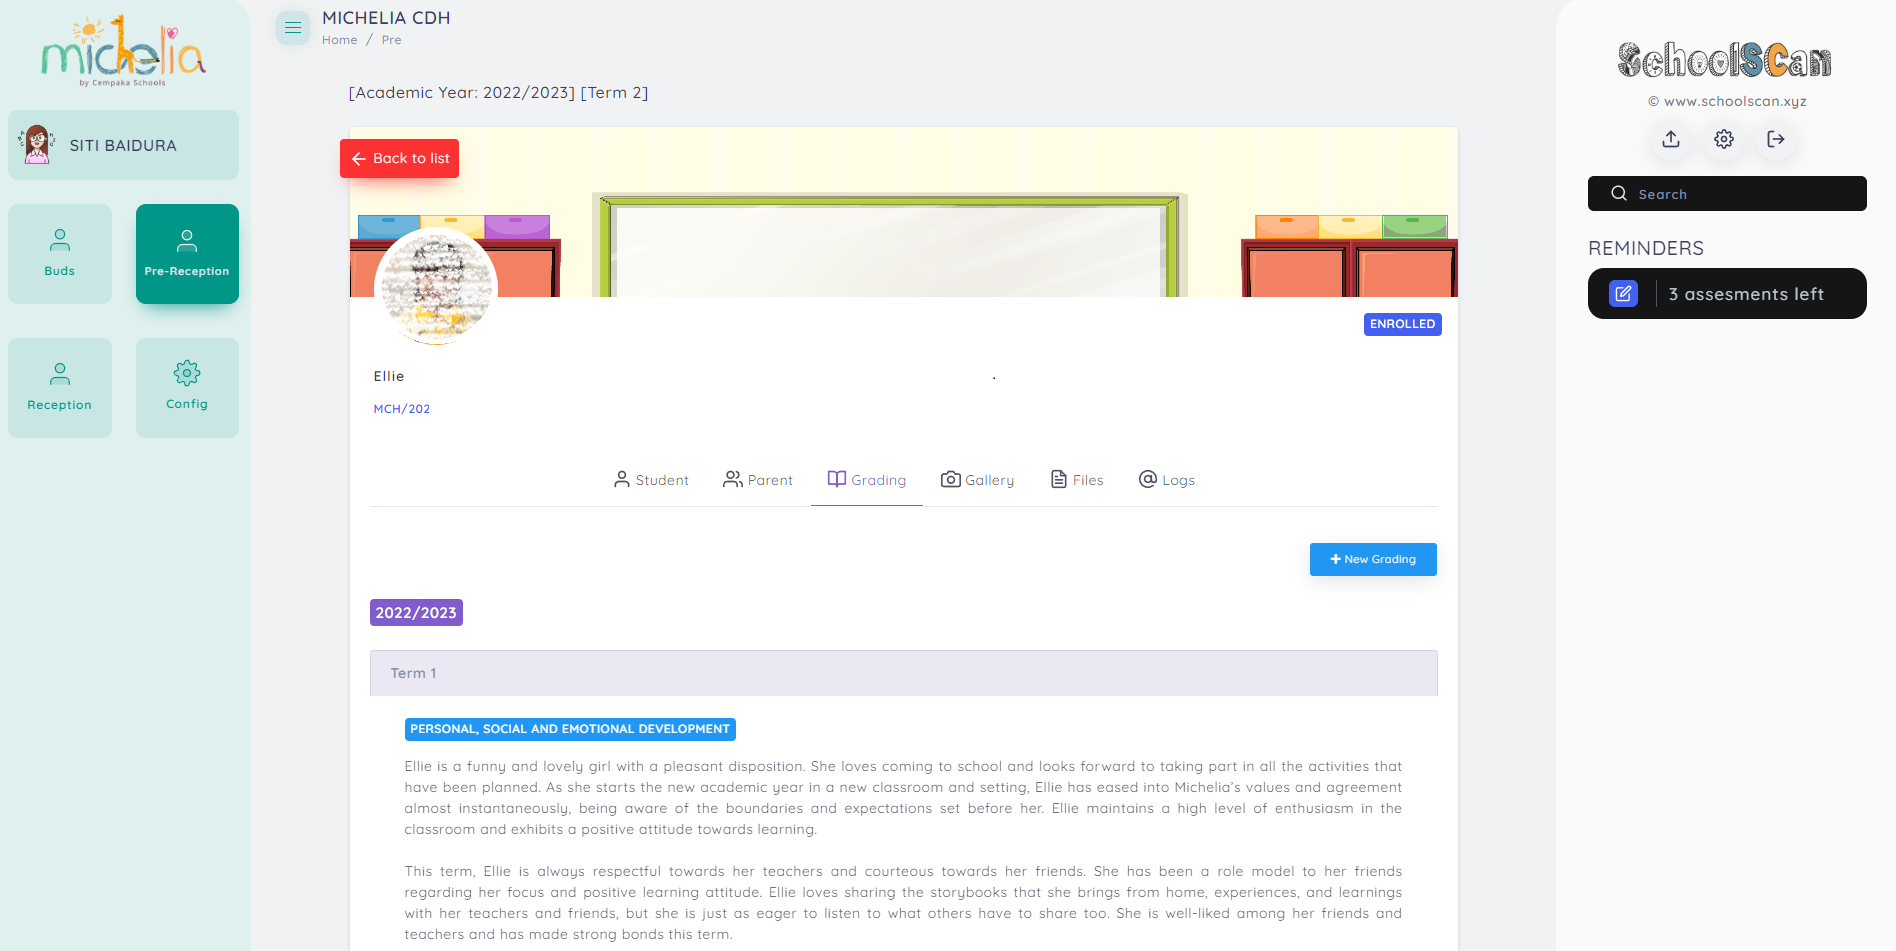 michelia
by Cempaka Schools
SITI BAIDURA
Buds
Pre-Reception
Reception
Config
MICHELIA CDH
Home / Pre
[Academic Year: 2022/2023] [Term 2]
Back to list
ENROLLED
Ellie
.
MCH/202
Student
Parent
Grading
Gallery
Files
Logs
+ New Grading
2022/2023
Term 1
PERSONAL, SOCIAL AND EMOTIONAL DEVELOPMENT
Ellie is a funny and lovely girl with a pleasant disposition. She loves coming to school and looks forward to taking part in all the activities that
have been planned. As she starts the new academic year in a new classroom and setting, Ellie has eased into Michelia's values and agreement
almost instantaneously, being aware of the boundaries and expectations set before her. Ellie maintains a high level of enthusiasm in the
classroom and exhibits a positive attitude towards learning.
This term, Ellie is always respectful towards her teachers and courteous towards her friends. She has been a role model to her friends
regarding her focus and positive learning attitude. Ellie loves sharing the storybooks that she brings from home, experiences, and learnings
with her teachers and friends, but she is just as eager to listen to what others have to share too. She is well-liked among her friends and
teachers and has made strong bonds this term.
SchoolSCan
© www.schoolscan.xyz
Search
REMINDERS
3 assesments left